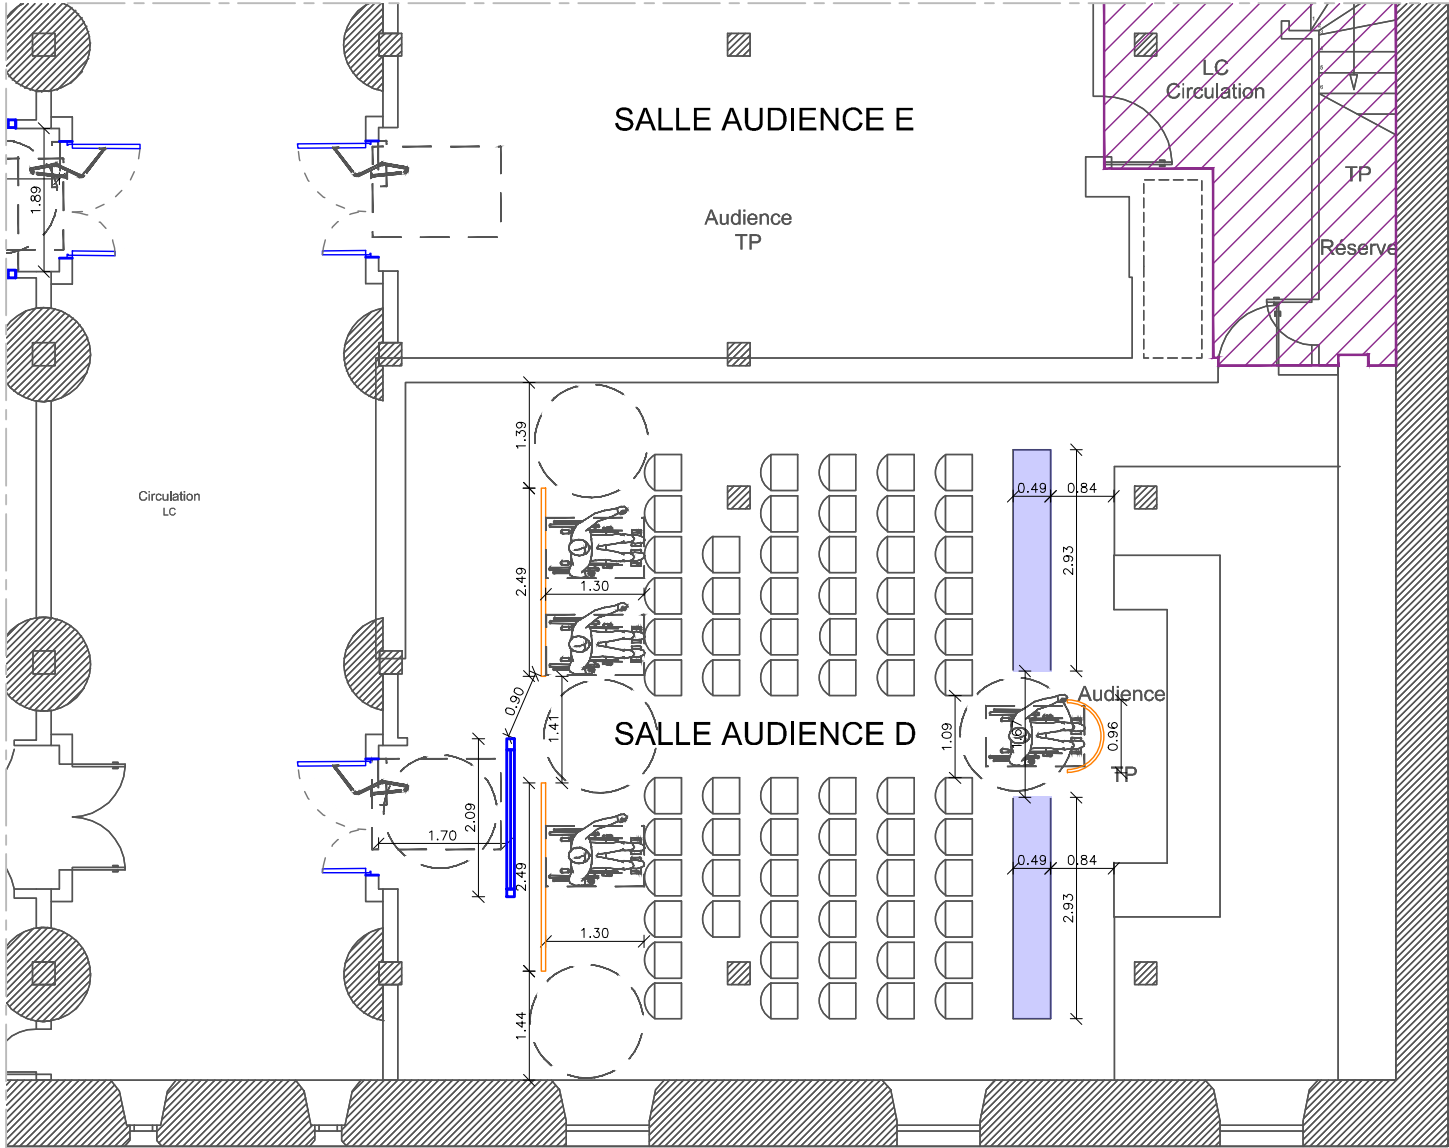 LC
Circulation
SALLE AUDIENCE E
TP
1.89
Audience
TP
Réserve
1.39
Circulation
LC
0.49
0.84
2.93
2.49
1.30
0.90
1.41
Audience
SALLE AUDIENCE D
1.09
0.96
TP
2.09
1.70
2.49
0.49
0.84
2.93
1.30
1.44